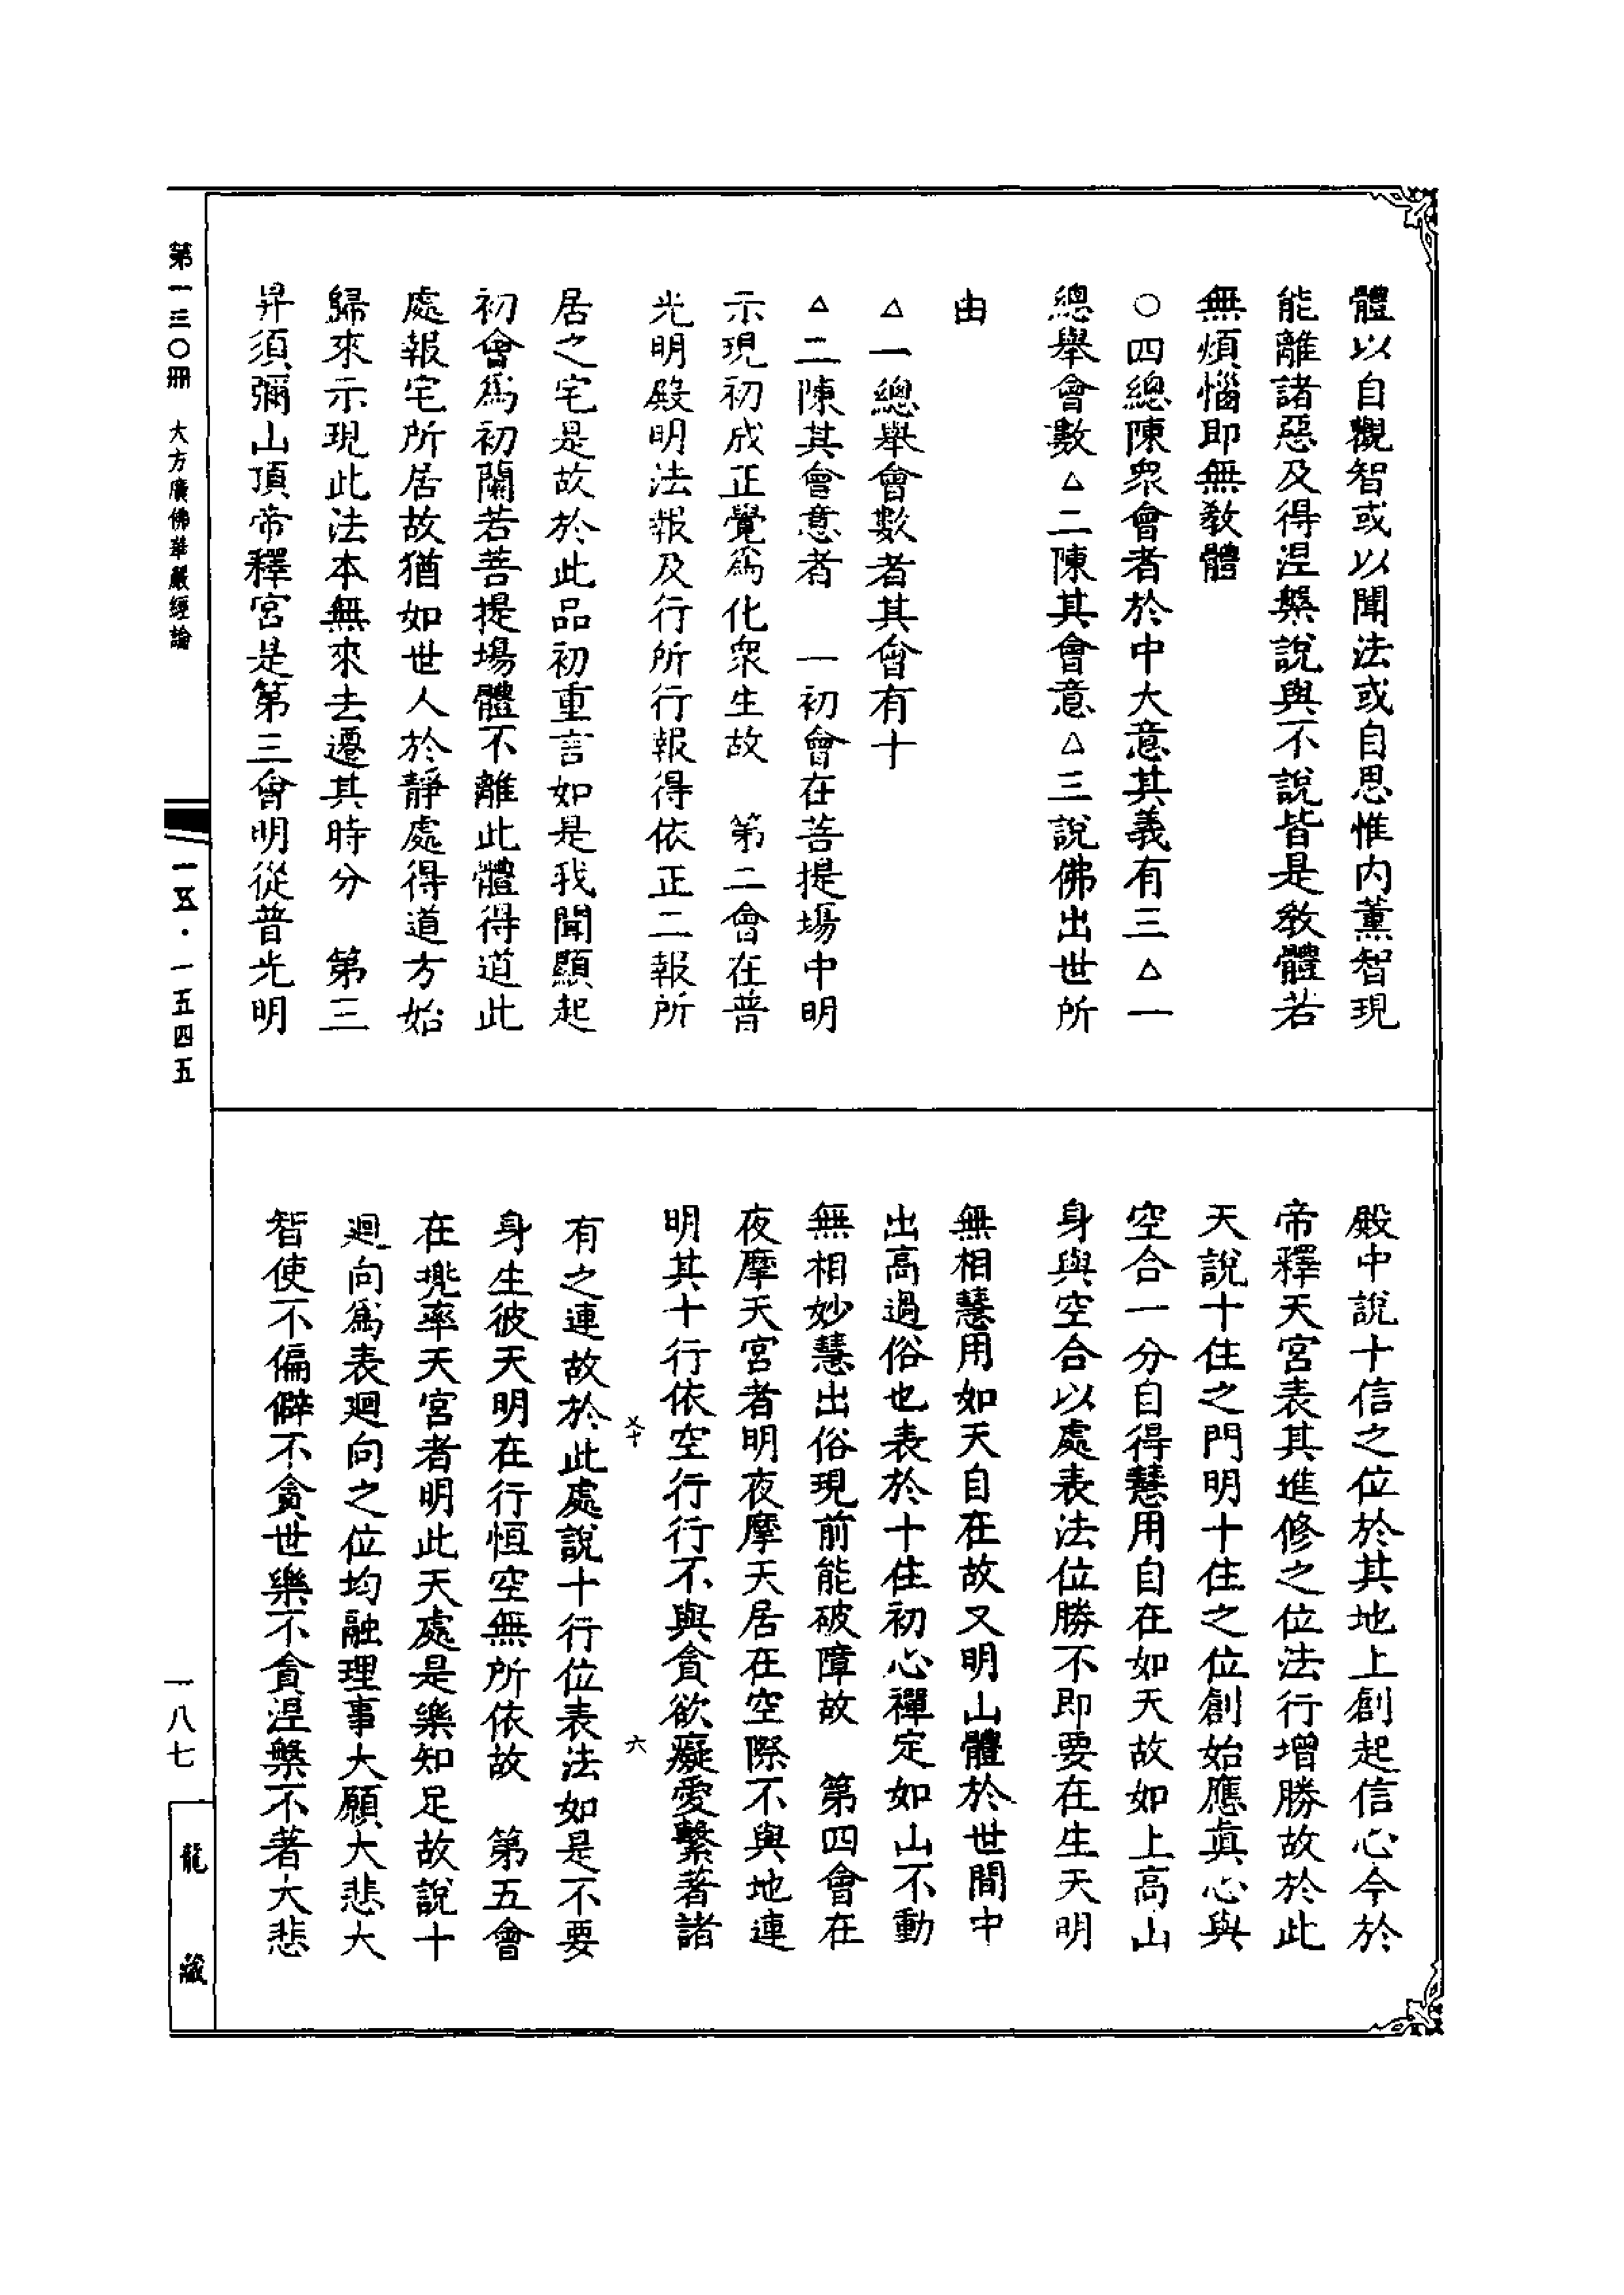 體以自觀智或以聞法或自思惟内薰智現
能離諸惡及得涅槃說與不說皆是教體若
無煩惱即無教體
○四總陳衆會者於中大意其義有三△一
總舉會數△二陳其會意△三說佛出世所
由
△一總舉會數者其會有十
△二陳其會意者　一初會在菩提場中明
示現初成正覺爲化衆生故　第二會在普
光明殿明法報及行所行報得依正二報所
居之宅是故於此品初重言如是我聞顯起
初會爲初蘭若菩提場體不離此體得道此
處報宅所居故猶如世人於靜處得道方始
歸來示現此法本無來去遷其時分　第三
昇須彌山頂帝釋宮是第三會明從普光明
殿中說十信之位於其地上創起信心今於
帝釋天宮表其進修之位法行增勝故於此
天說十住之門明十住之位創始應眞心與
空合一分自得慧用自在如天故如上高山
身與空合以處表法位勝不即要在生天明
無相慧用如天自在故又明山體於世間中
出高過俗也表於十住初心禪定如山不動
無相妙慧出俗現前能破障故　第四會在
夜摩天宮者明夜摩天居在空際不與地連
明其十行依空行行不與貪欲癡愛繫著諸
有之連故於此處說十行位表法如是不要
身生彼天明在行恒空無所依故　第五會
在兠率天宮者明此天處是樂知足故說十
迴向爲表迴向之位均融理事大願大悲大
智使不偏僻不貪世樂不貪涅槃不著大悲
六
第一三〇冊　大方廣佛華嚴經論
一五·一五四五
一八七
龍藏